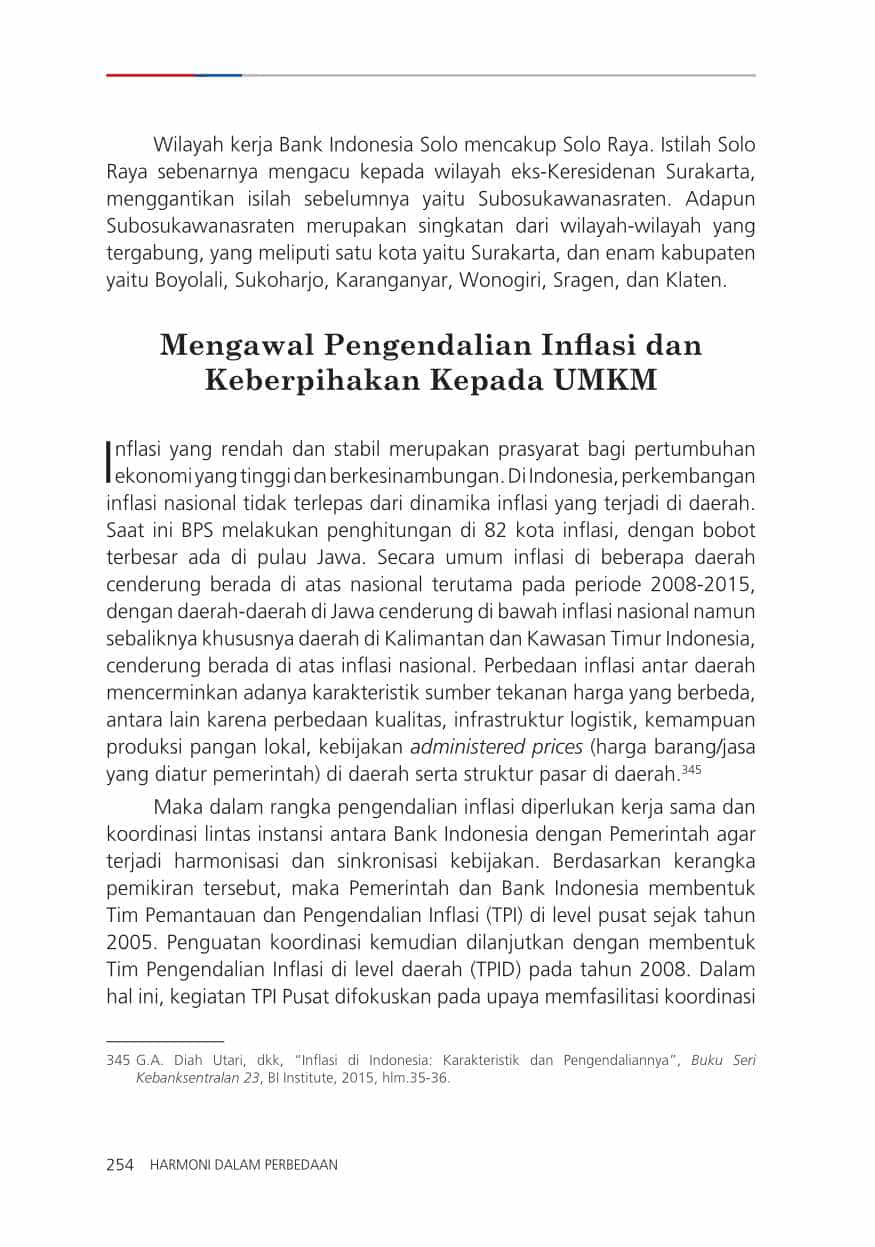 Wilayah kerja Bank Indonesia Solo mencakup Solo Raya. Istilah Solo
Raya sebenarnya mengacu kepada wilayah eks-Keresidenan Surakarta,
menggantikan isilah sebelumnya yaitu Subosukawanasraten. Adapun
Subosukawanasraten merupakan singkatan dari wilayah-wilayah yang
tergabung, yang meliputi satu kota yaitu Surakarta, dan enam kabupaten
yaitu Boyolali, Sukoharjo, Karanganyar, Wonogiri, Sragen, dan Klaten.
Mengawal Pengendalian Inflasi dan
Keberpihakan Kepada UMKM
Inflasi yang rendah dan stabil merupakan prasyarat bagi pertumbuhan
ekonomi yang tinggi dan berkesinambungan. Di Indonesia, perkembangan
inflasi nasional tidak terlepas dari dinamika inflasi yang terjadi di daerah.
Saat ini BPS melakukan penghitungan di 82 kota inflasi, dengan bobot
terbesar ada di pulau Jawa. Secara umum inflasi di beberapa daerah
cenderung berada di atas nasional terutama pada periode 2008-2015,
dengan daerah-daerah di Jawa cenderung di bawah inflasi nasional namun
sebaliknya khususnya daerah di Kalimantan dan Kawasan Timur Indonesia,
cenderung berada di atas inflasi nasional. Perbedaan inflasi antar daerah
mencerminkan adanya karakteristik sumber tekanan harga yang berbeda,
antara lain karena perbedaan kualitas, infrastruktur logistik, kemampuan
produksi pangan lokal, kebijakan administered prices (harga barang/jasa
yang diatur pemerintah) di daerah serta struktur pasar di daerah.345
Maka dalam rangka pengendalian inflasi diperlukan kerja sama dan
koordinasi lintas instansi antara Bank Indonesia dengan Pemerintah agar
terjadi harmonisasi dan sinkronisasi kebijakan. Berdasarkan kerangka
pemikiran tersebut, maka Pemerintah dan Bank Indonesia membentuk
Tim Pemantauan dan Pengendalian Inflasi (TPI) di level pusat sejak tahun
2005. Penguatan koordinasi kemudian dilanjutkan dengan membentuk
Tim Pengendalian Inflasi di level daerah (TPID) pada tahun 2008. Dalam
hal ini, kegiatan TPI Pusat difokuskan pada upaya memfasilitasi koordinasi
345 G.A. Diah Utari, dkk, “Inflasi di Indonesia: Karakteristik dan Pengendaliannya”, Buku Seri
Kebanksentralan 23, BI Institute, 2015, hlm.35-36.
254 HARMONI DALAM PERBEDAAN